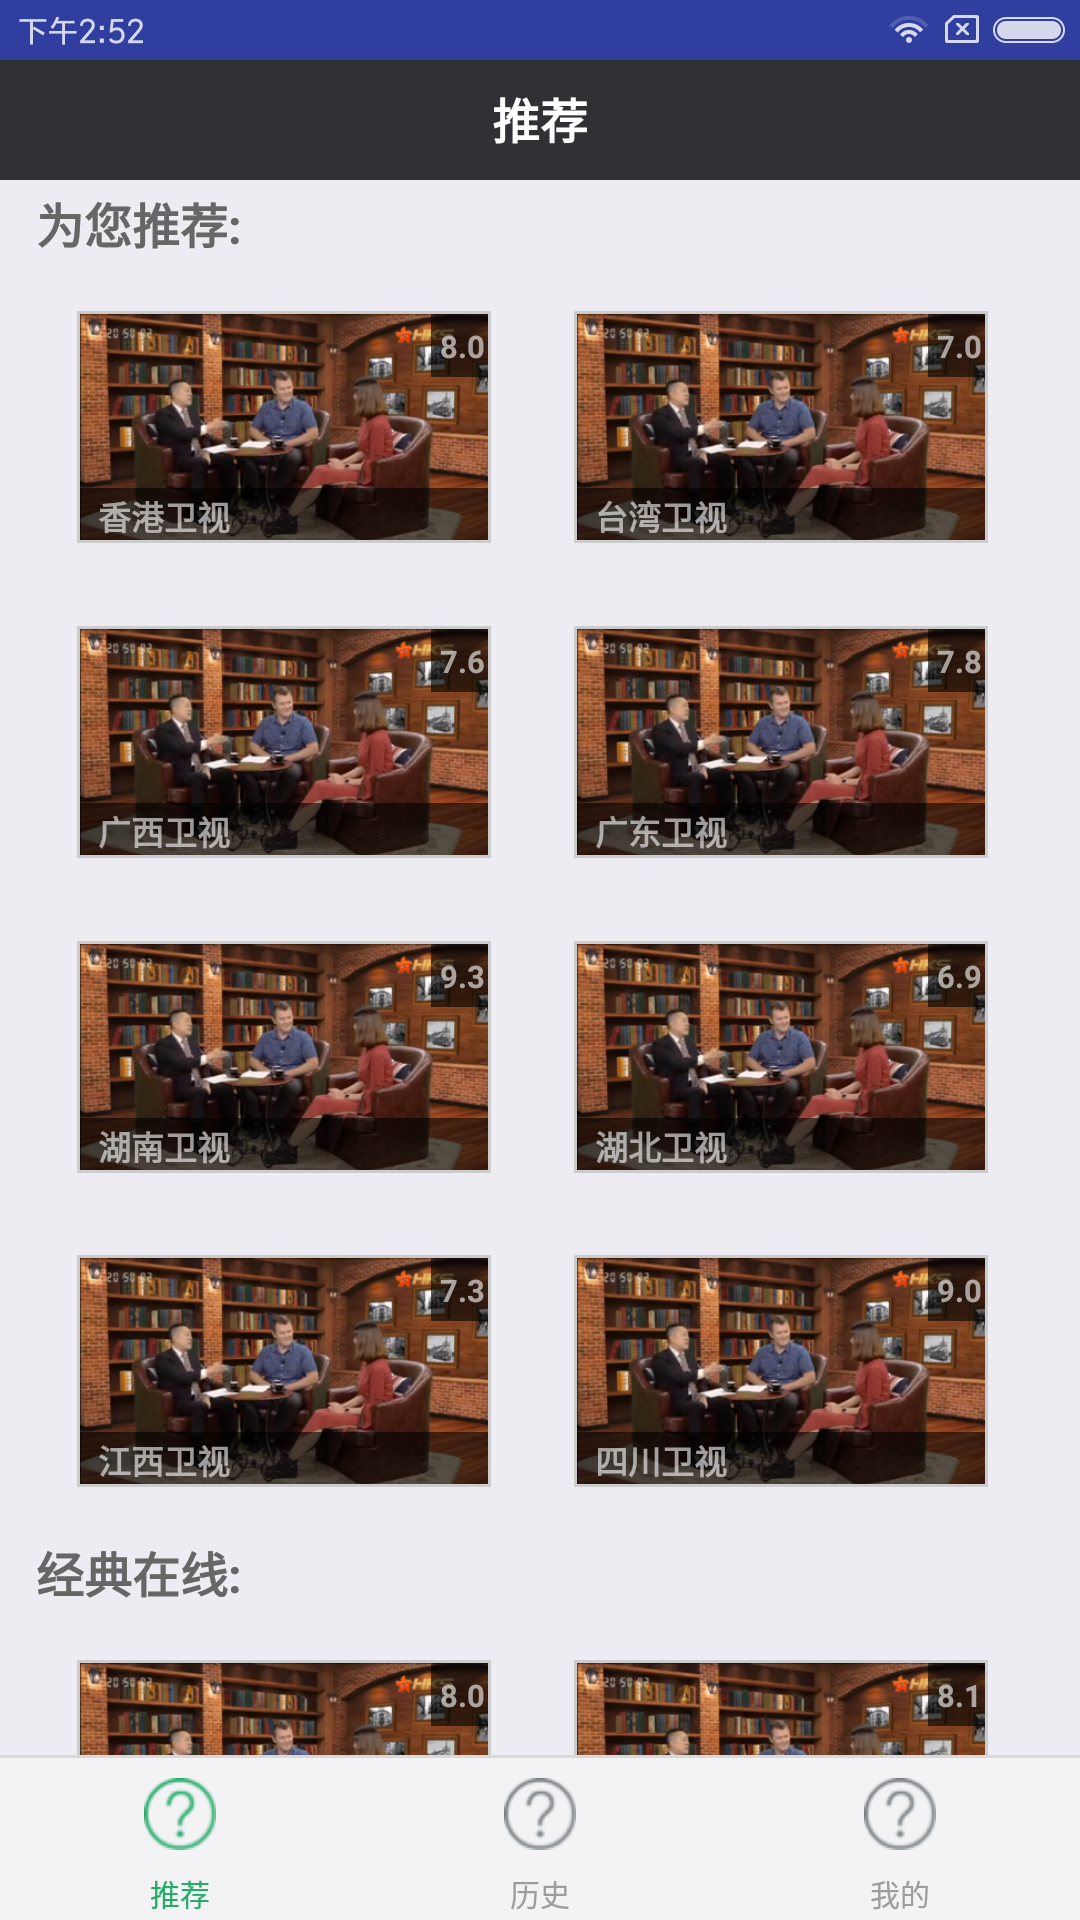 下午2:52
推荐
为您推荐:
8.0
7.0
香港卫视
台湾卫视
7.6
7.8
广西卫视
广东卫视
9.3
6.9
湖南卫视
湖北卫视
7.3
9.0
江西卫视
四川卫视
经典在线:
8.0
8.1
推荐
历史
我的